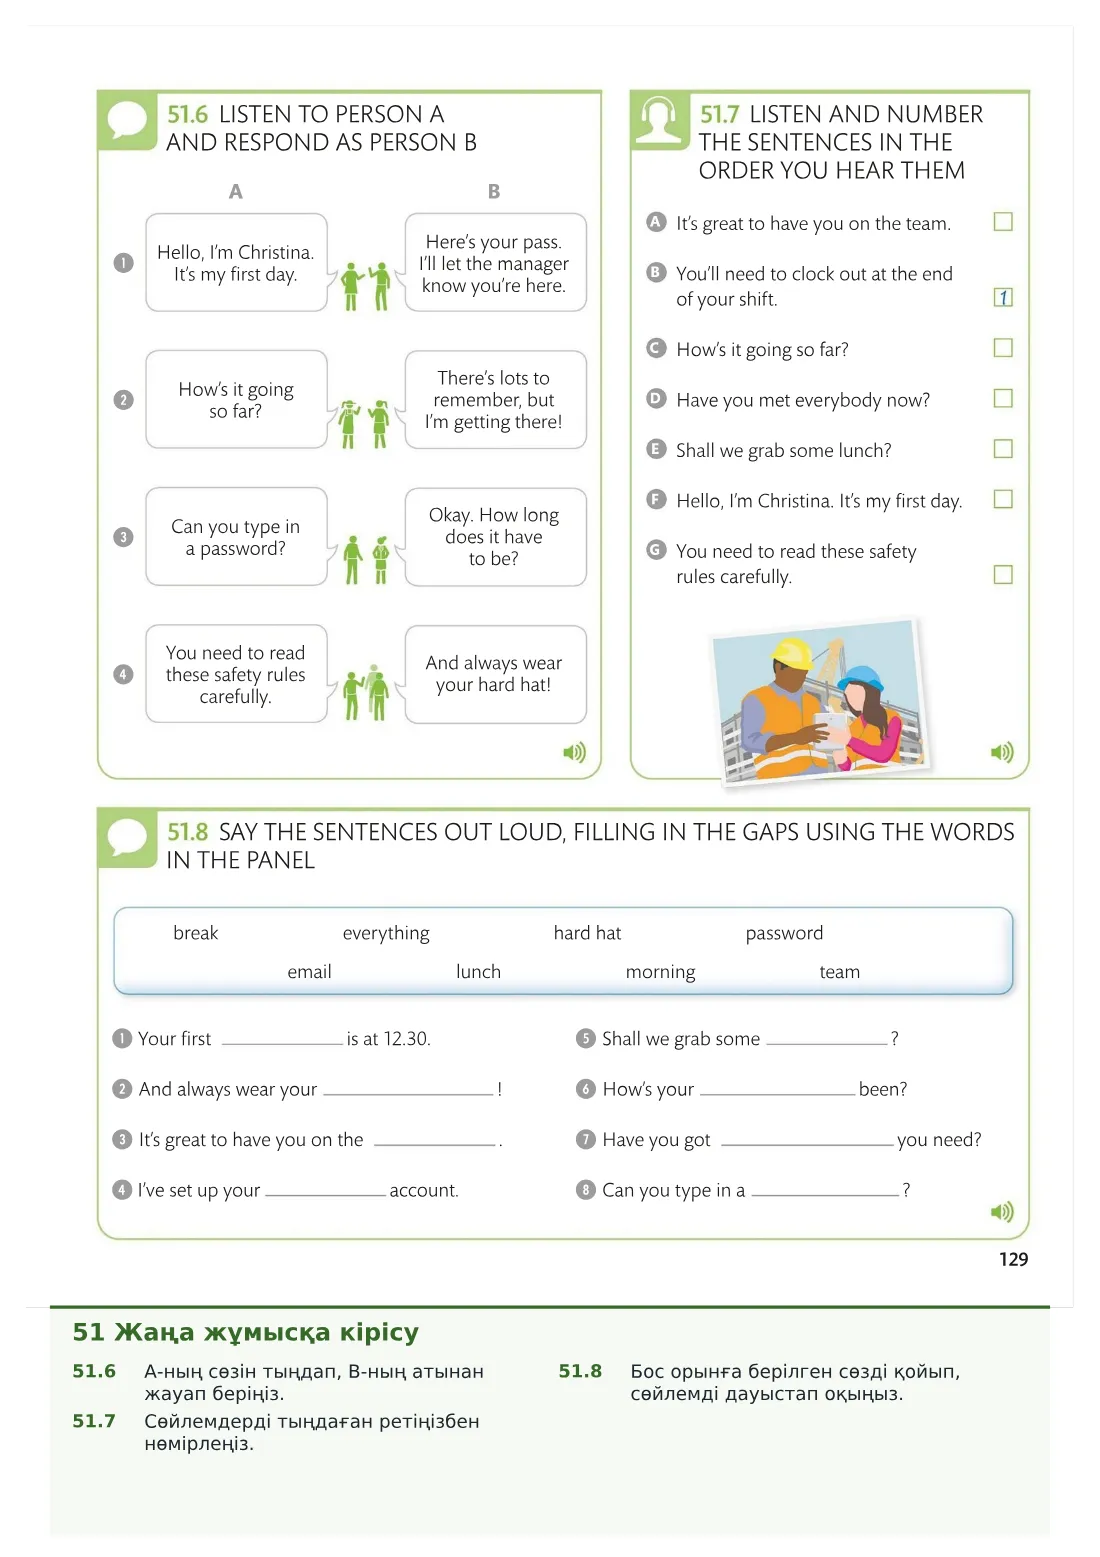 51.6 LISTEN TO PERSON A
AND RESPOND AS PERSON B
A
B
1
Hello, I'm Christina.
It's my first day.
Here's your pass.
I'll let the manager
know you're here.
2
How's it going
so far?
There's lots to
remember, but
I'm getting there!
3
Can you type in
a password?
Okay. How long
does it have
to be?
4
You need to read
these safety rules
carefully.
And always wear
your hard hat!
51.7 LISTEN AND NUMBER
THE SENTENCES IN THE
ORDER YOU HEAR THEM
A It's great to have you on the team.
B You'll need to clock out at the end
of your shift. 1
C How's it going so far?
D Have you met everybody now?
E Shall we grab some lunch?
F Hello, I'm Christina. It's my first day.
G You need to read these safety
rules carefully.
51.8 SAY THE SENTENCES OUT LOUD, FILLING IN THE GAPS USING THE WORDS
IN THE PANEL
break everything hard hat password
email lunch morning team
1 Your first ____________ is at 12.30.
2 And always wear your ____________ !
3 It's great to have you on the ____________ .
4 I've set up your ____________ account.
5 Shall we grab some ____________ ?
6 How's your ____________ been?
7 Have you got ____________ you need?
8 Can you type in a ____________ ?
129
51 Жаңа жұмысқа кірісу
51.6 А-ның сөзін тыңдап, В-ның атынан
жауап беріңіз.
51.7 Сөйлемдерді тыңдаған ретіңізбен
нөмірлеңіз.
51.8 Бос орынға берілген сөзді қойып,
сөйлемді дауыстап оқыңыз.